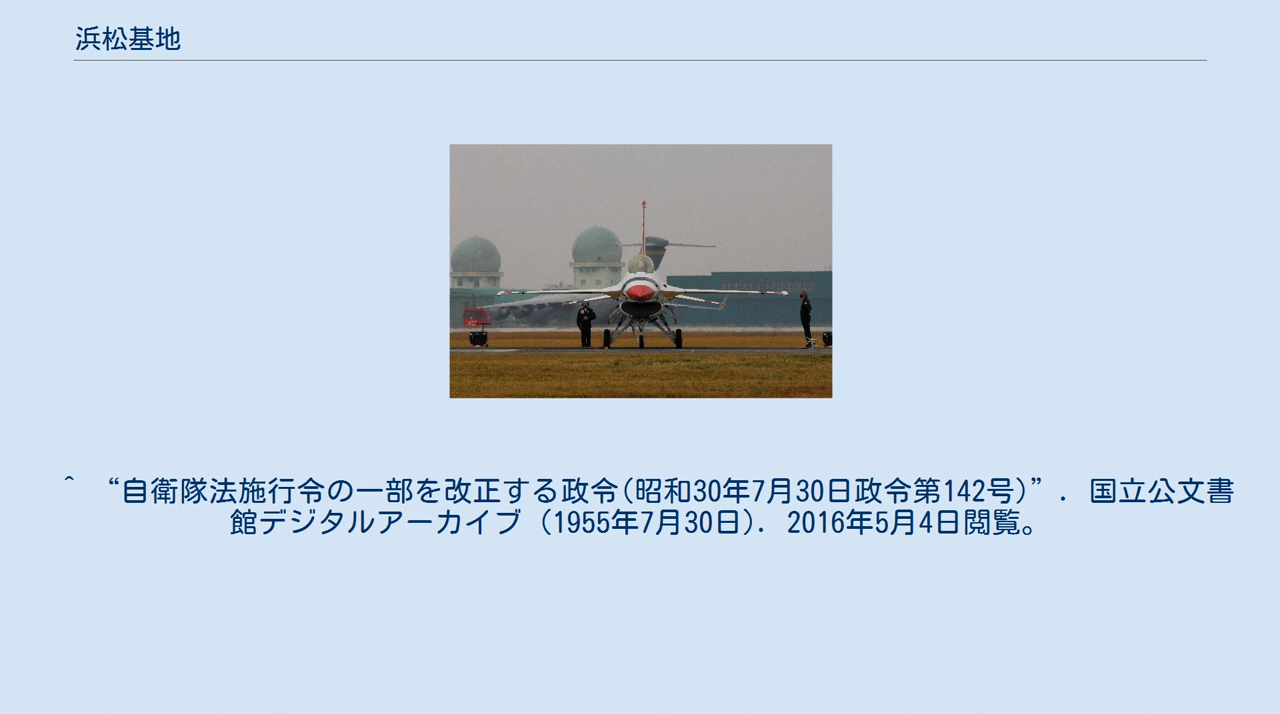 浜松基地
^ “自衛隊法施行令の一部を改正する政令(昭和30年7月30日政令第142号)”. 国立公文書
館デジタルアーカイブ (1955年7月30日). 2016年5月4日閲覧。